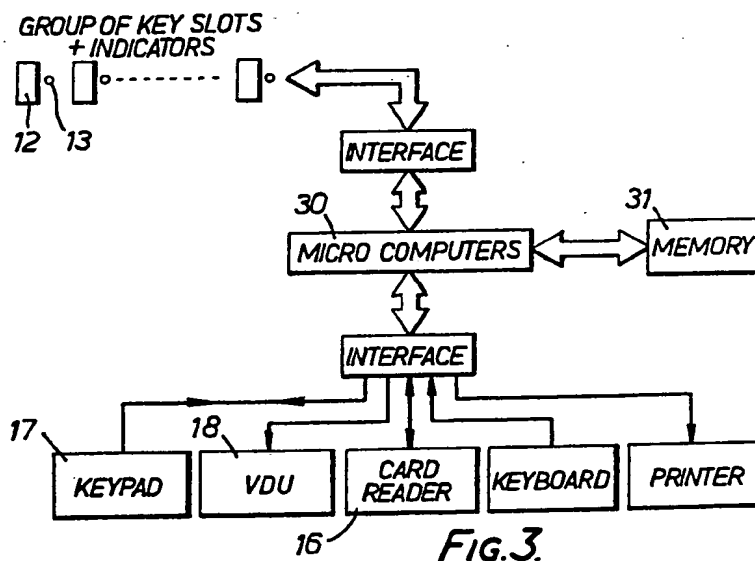 GROUP OF KEY SLOTS
+ INDICATORS
12
13
INTERFACE
30
31
MICRO COMPUTERS
MEMORY
INTERFACE
17
18
KEYPAD
VDU
CARD
READER
KEYBOARD
PRINTER
16
FIG.3.